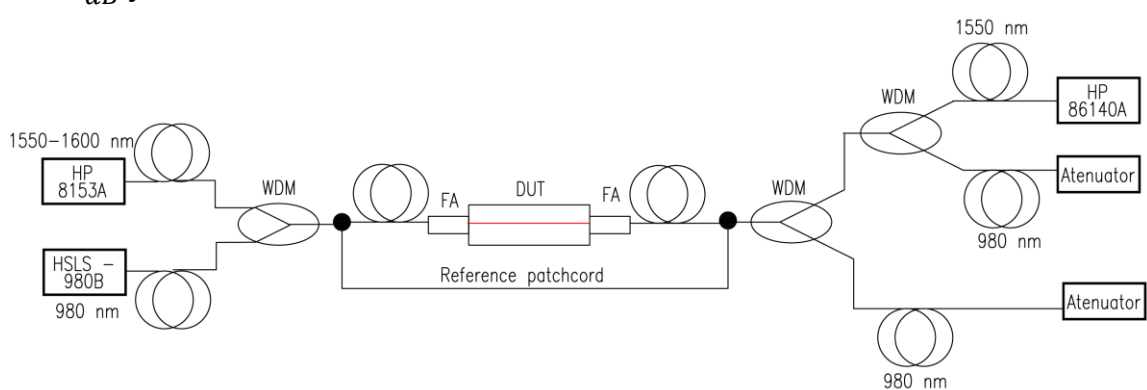 dB
1550 nm
WDM
HP
86140A
1550-1600 nm
HP
8153A
WDM
FA
DUT
FA
WDM
Atenuator
980 nm
HSLS -
980B
980 nm
Reference patchcord
Atenuator
980 nm